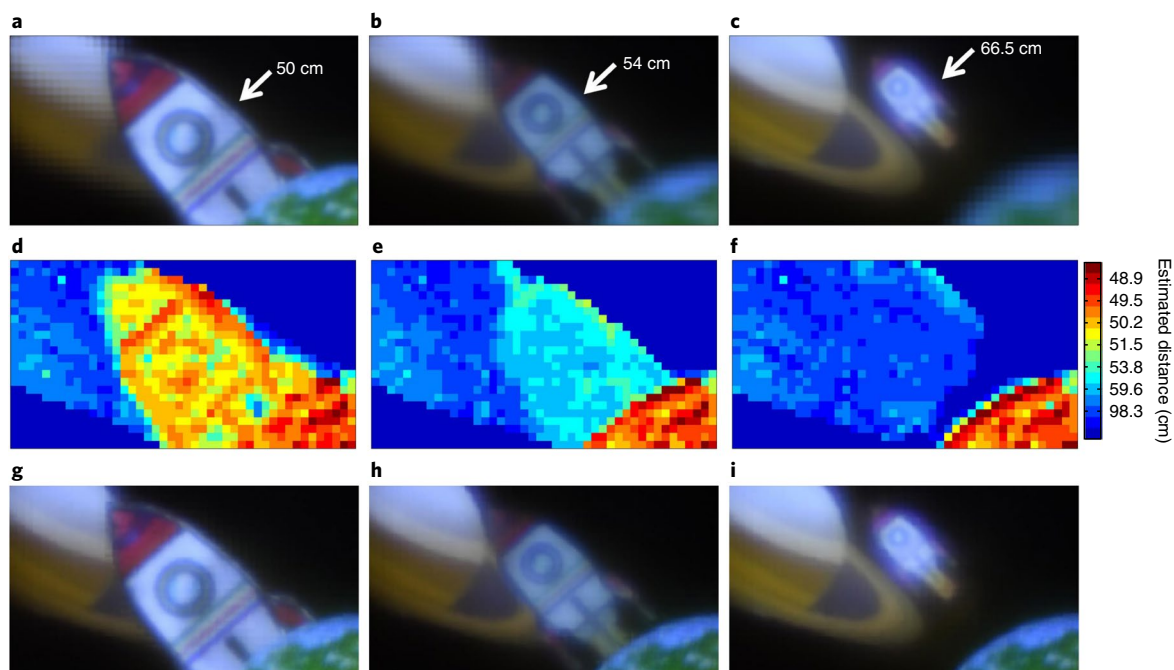 a
b
c
50 cm
54 cm
66.5 cm
d
e
f
48.9
49.5
50.2
51.5
53.8
59.6
98.3
Estimated distance (cm)
g
h
i